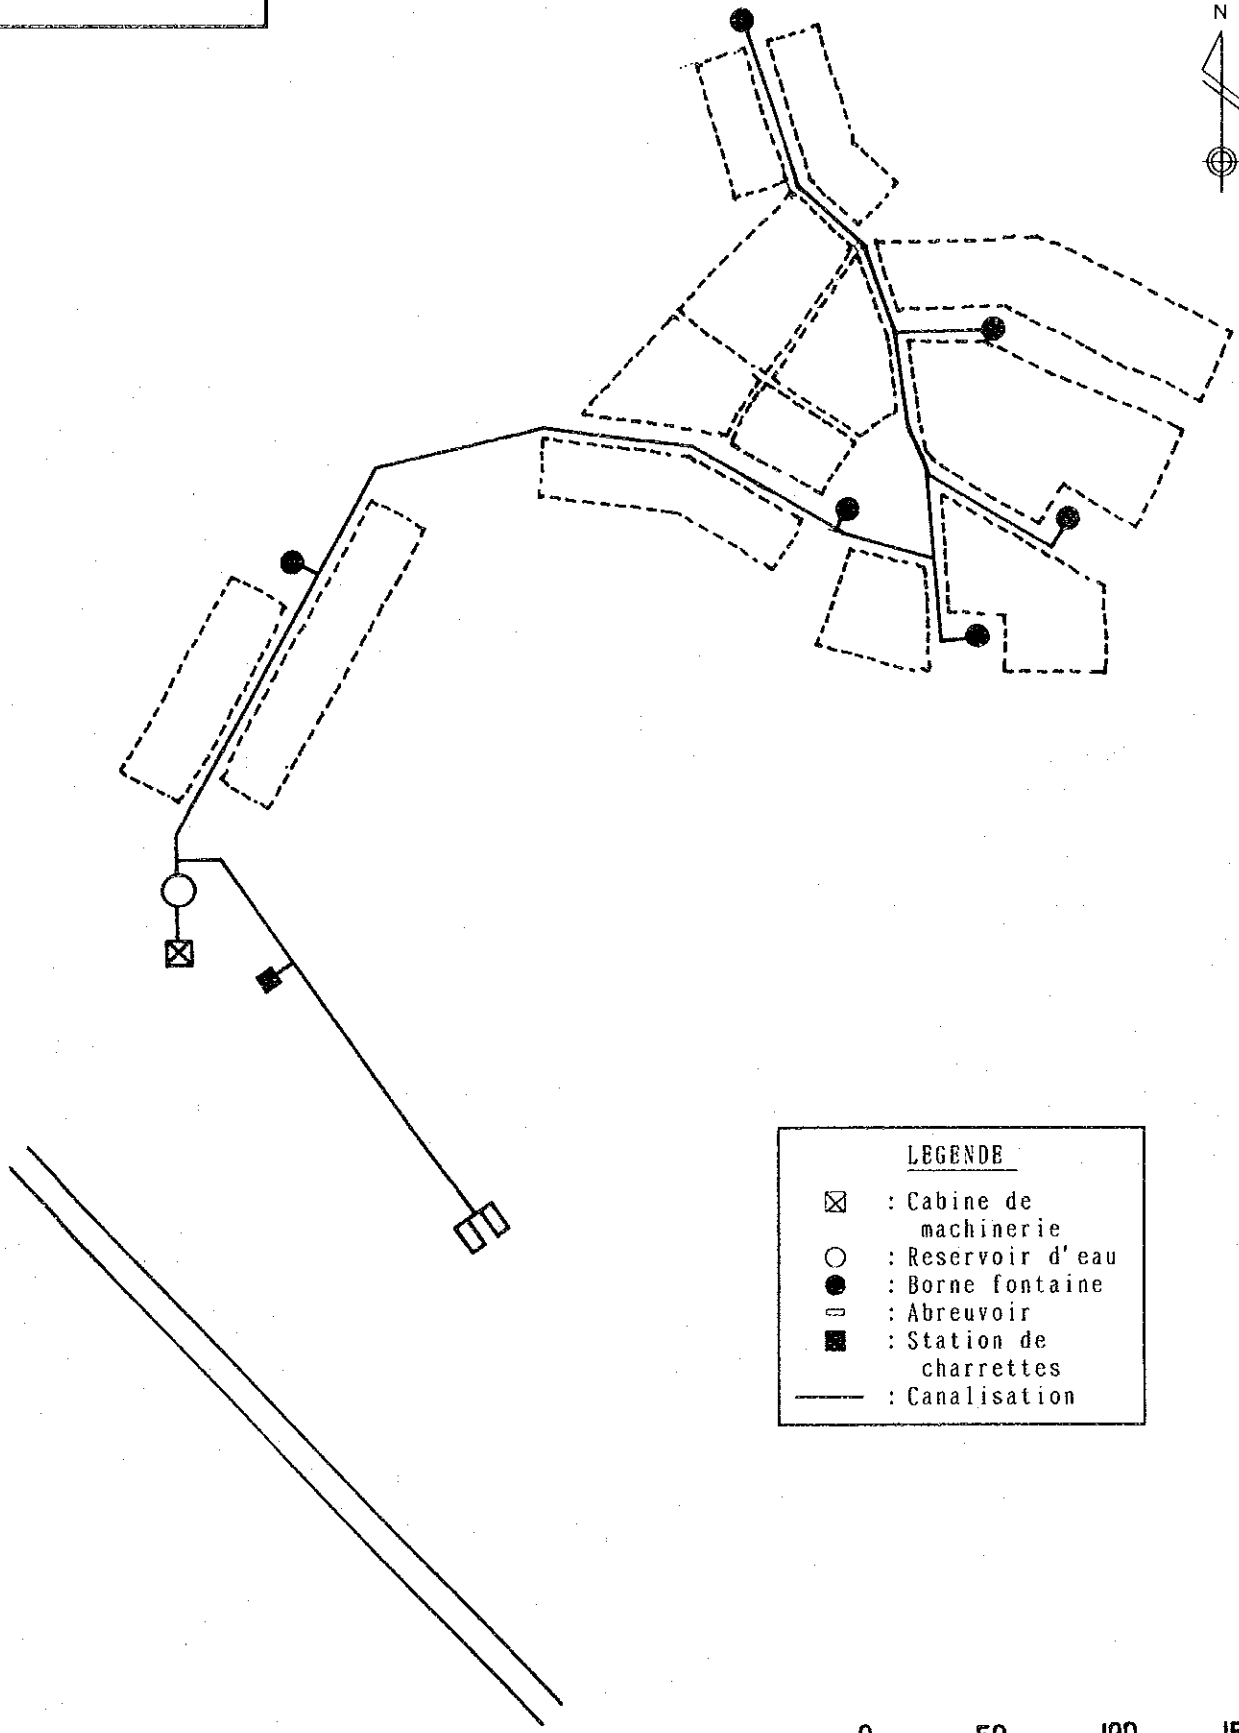 N
LEGENDE
: Cabine de
machinerie
: Reservoir d'eau
: Borne fontaine
: Abreuvoir
: Station de
charrettes
: Canalisation
0 50 100